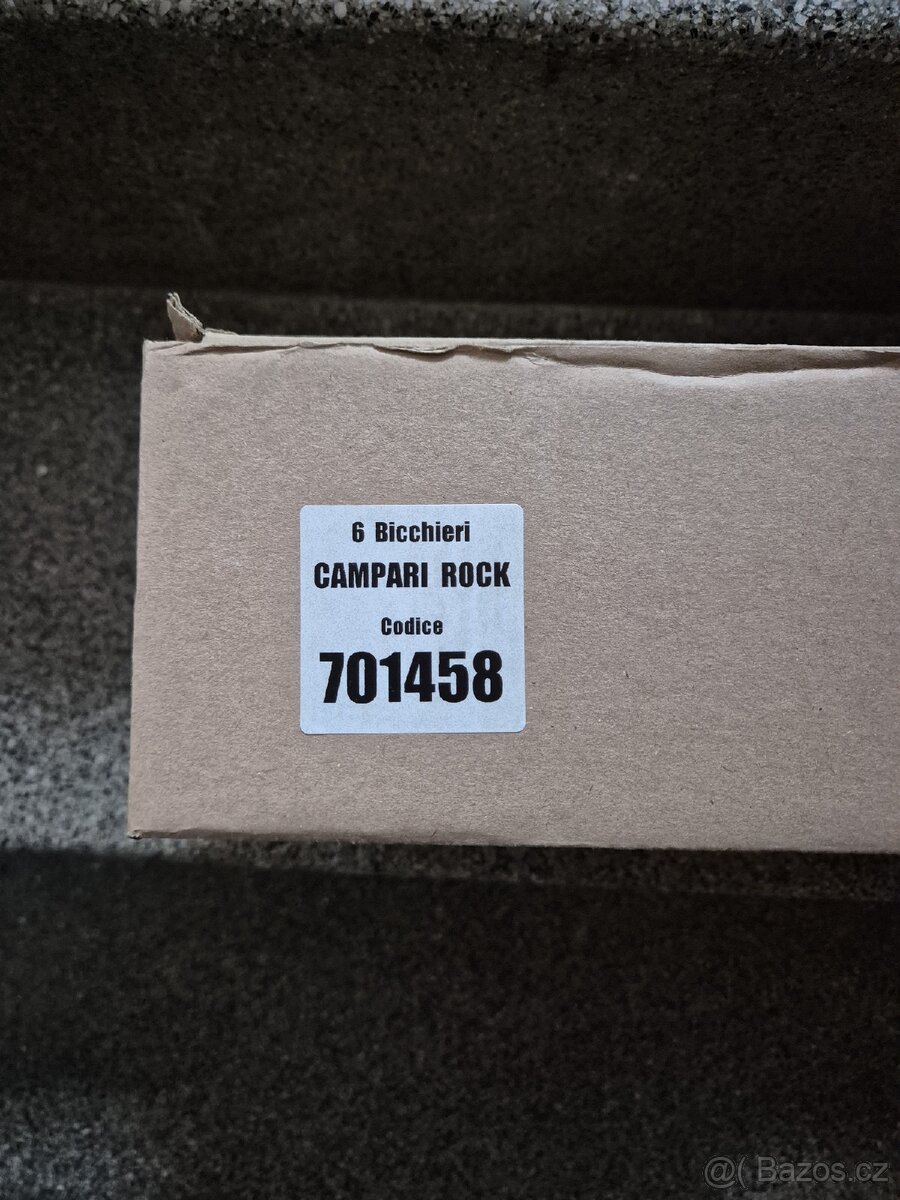 6 Bicchieri
CAMPARI ROCK
Codice
701458
@( Bazos.cz